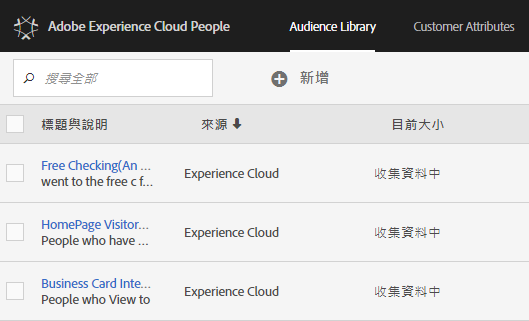 Adobe Experience Cloud People Audience Library Customer Attributes
搜尋全部 新增
標題與說明 來源 目前大小
Free Checking(An ...
went to the free c f... Experience Cloud 收集資料中
HomePage Visitor...
People who have ... Experience Cloud 收集資料中
Business Card Inte...
People who View to Experience Cloud 收集資料中